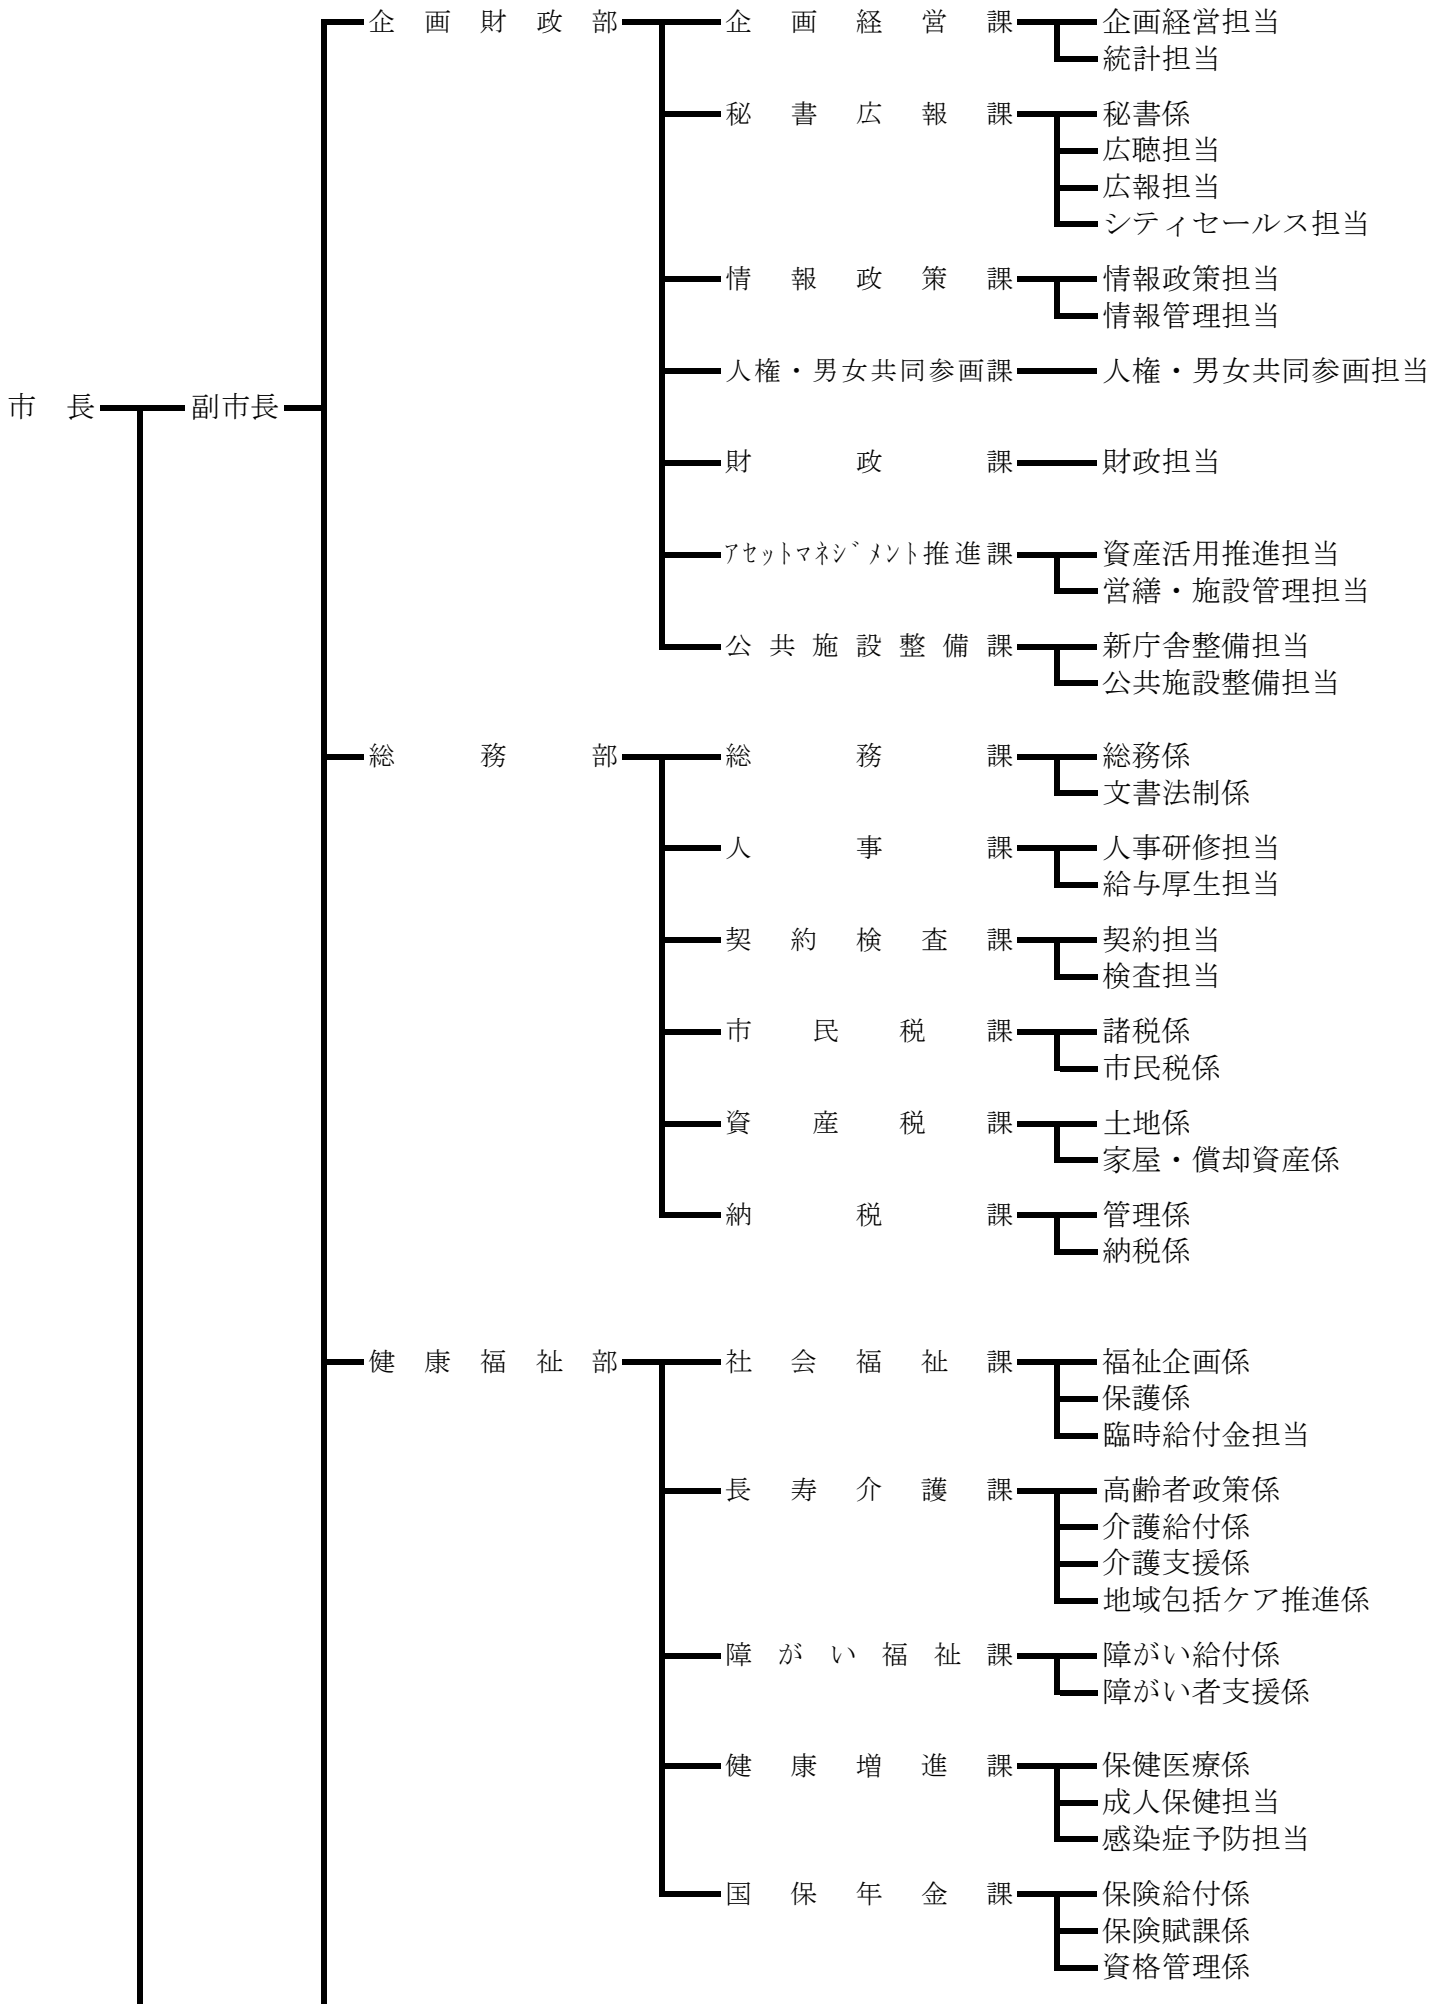 企画財政部 企画経営課 企画経営担当
統計担当
秘書広報課 秘書係
広聴担当
広報担当
シティセールス担当
情報政策課 情報政策担当
情報管理担当
人権・男女共同参画課 人権・男女共同参画担当
市長 副市長
財政課 財政担当
ｱｾｯﾄﾏﾈｼﾞﾒﾝﾄ推進課 資産活用推進担当
営繕・施設管理担当
公共施設整備課 新庁舎整備担当
公共施設整備担当
総務部 総務課 総務係
文書法制係
人事課 人事研修担当
給与厚生担当
契約検査課 契約担当
検査担当
市民税課 諸税係
市民税係
資産税課 土地係
家屋・償却資産係
納税課 管理係
納税係
健康福祉部 社会福祉課 福祉企画係
保護係
臨時給付金担当
長寿介護課 高齢者政策係
介護給付係
介護支援係
地域包括ケア推進係
障がい福祉課 障がい給付係
障がい者支援係
健康増進課 保健医療係
成人保健担当
感染症予防担当
国保年金課 保険給付係
保険賦課係
資格管理係